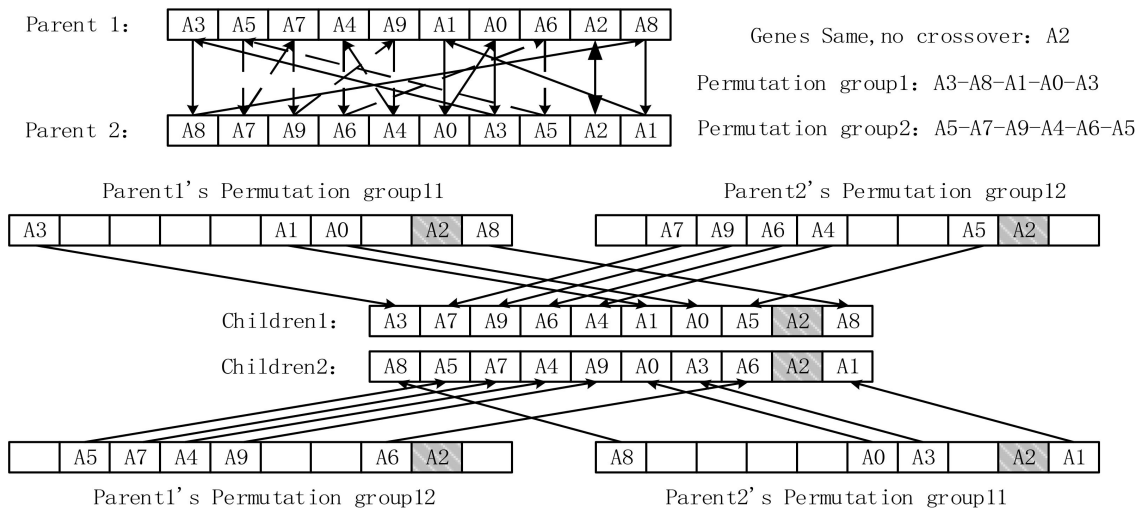 Parent 1: A3 A5 A7 A4 A9 A1 A0 A6 A2 A8
Genes Same,no crossover: A2
Permutation group1: A3-A8-A1-A0-A3
Parent 2: A8 A7 A9 A6 A4 A0 A3 A5 A2 A1
Permutation group2: A5-A7-A9-A4-A6-A5
Parent1's Permutation group11
Parent2's Permutation group12
A3 A1 A0 A2 A8
A7 A9 A6 A4 A5 A2
Children1: A3 A7 A9 A6 A4 A1 A0 A5 A2 A8
Children2: A8 A5 A7 A4 A9 A0 A3 A6 A2 A1
A5 A7 A4 A9 A6 A2
A8 A0 A3 A2 A1
Parent1's Permutation group12
Parent2's Permutation group11